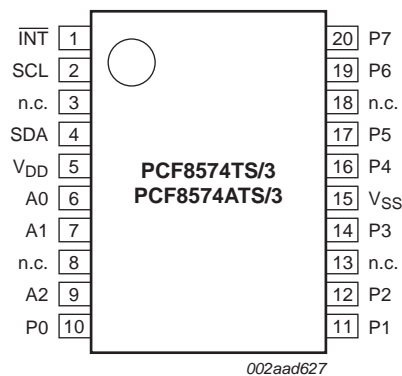 INT 1 20 P7
SCL 2 19 P6
n.c. 3 18 n.c.
SDA 4 17 P5
VDD 5 16 P4
PCF8574TS/3
PCF8574ATS/3
A0 6 15 VSS
A1 7 14 P3
n.c. 8 13 n.c.
A2 9 12 P2
P0 10 11 P1
002aad627